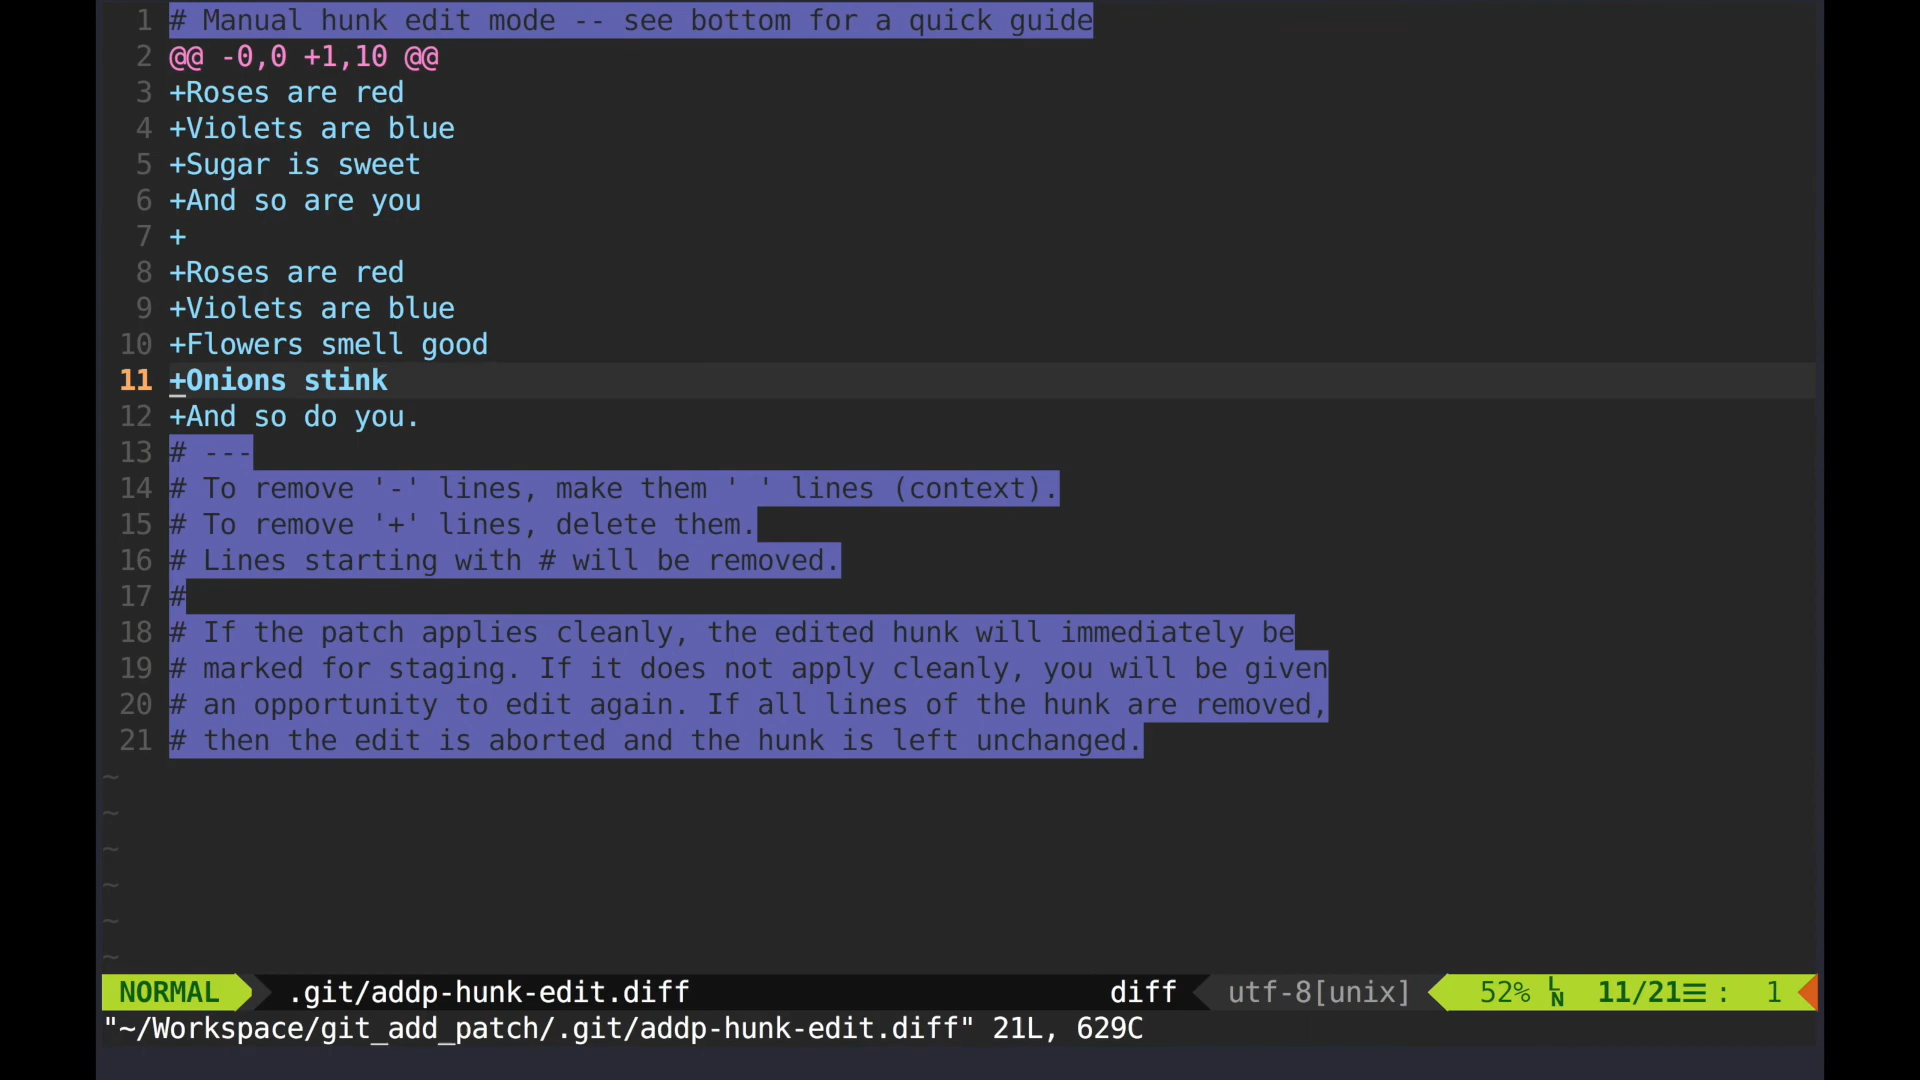 1 # Manual hunk edit mode -- see bottom for a quick guide
2 @@ -0,0 +1,10 @@
3 +Roses are red
4 +Violets are blue
5 +Sugar is sweet
6 +And so are you
7 +
8 +Roses are red
9 +Violets are blue
10 +Flowers smell good
11 +Onions stink
12 +And so do you.
13 # ---
14 # To remove '-' lines, make them ' ' lines (context).
15 # To remove '+' lines, delete them.
16 # Lines starting with # will be removed.
17 #
18 # If the patch applies cleanly, the edited hunk will immediately be
19 # marked for staging. If it does not apply cleanly, you will be given
20 # an opportunity to edit again. If all lines of the hunk are removed,
21 # then the edit is aborted and the hunk is left unchanged.
~
~
~
~
~
~
NORMAL .git/addp-hunk-edit.diff diff utf-8[unix] 52% LN 11/21☰ : 1
"~/Workspace/git_add_patch/.git/addp-hunk-edit.diff" 21L, 629C